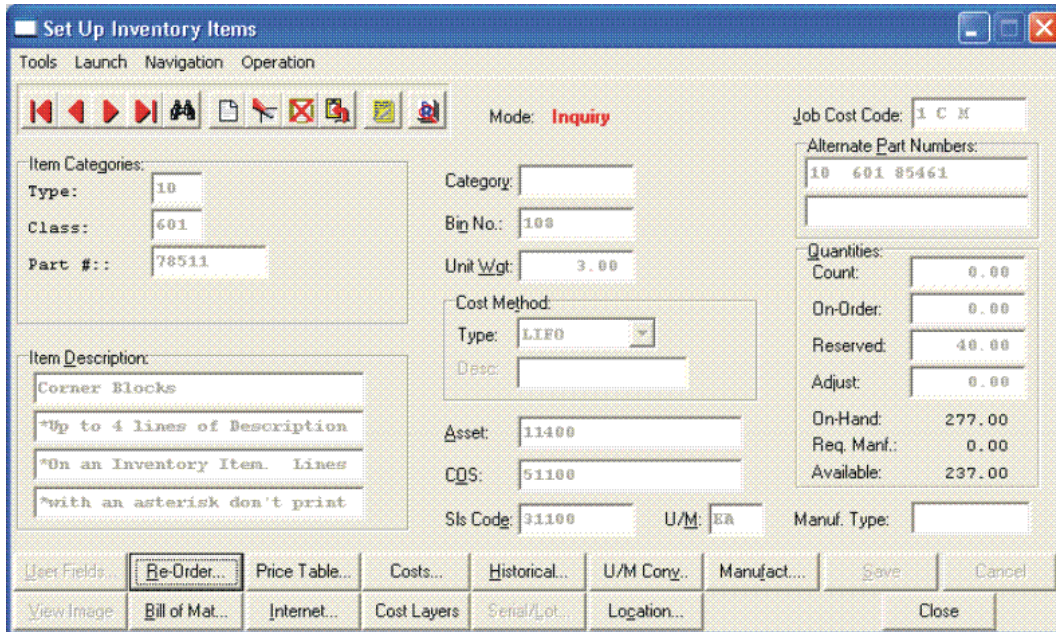 Set Up Inventory Items
Tools Launch Navigation Operation
Mode: Inquiry
Job Cost Code: 1 C M
Item Categories:
Type: 10
Class: 601
Part #:: 78511
Category:
Bin No.: 108
Unit Wgt: 3.00
Cost Method:
Type: LIFO
Desc:
Alternate Part Numbers:
10 601 85461
Quantities:
Count: 0.00
On-Order: 0.00
Reserved: 40.00
Adjust: 0.00
On-Hand: 277.00
Req. Manf.: 0.00
Available: 237.00
Item Description:
Corner Blocks
*Up to 4 lines of Description
*On an Inventory Item. Lines
*with an asterisk don't print
Asset: 11400
COS: 51100
Sls Code: 31100 U/M: EA
Manuf. Type:
User Fields... Re-Order... Price Table... Costs... Historical... U/M Conv.. Manufact.... Save Cancel
View Image Bill of Mat... Internet... Cost Layers Serial/Lot... Location... Close